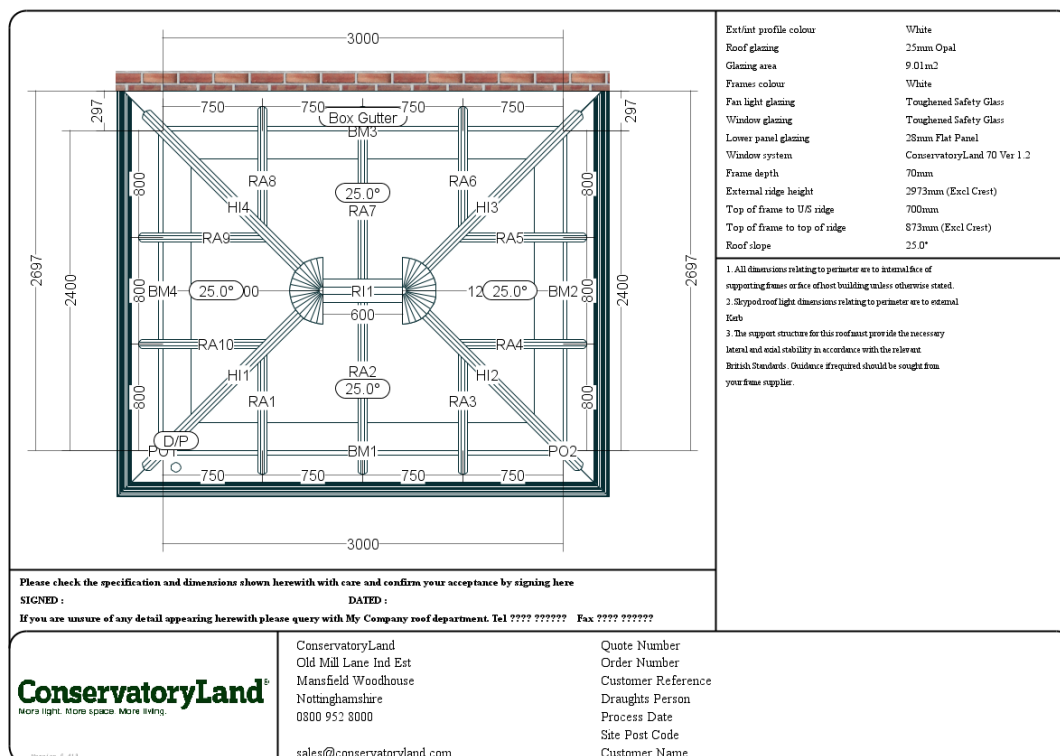 3000
297
750
750
750
750
297
Box Gutter
BM3
RA8
25.0°
RA6
800
800
RA7
HI4
HI3
RA9
RA5
2697
2400
800
BM4
25.0°
00
RI1
12
25.0°
BM2
800
2400
2697
600
RA10
RA4
RA2
HI1
HI2
25.0°
800
RA1
RA3
800
D/P
PO1
BM1
PO2
750
750
750
750
3000
Ext/int profile colour White
Roof glazing 25mm Opal
Glazing area 9.01m2
Frames colour White
Fan light glazing Toughened Safety Glass
Window glazing Toughened Safety Glass
Lower panel glazing 28mm Flat Panel
Window system ConservatoryLand 70 Ver 1.2
Frame depth 70mm
External ridge height 2973mm (Excl Crest)
Top of frame to U/S ridge 700mm
Top of frame to top of ridge 873mm (Excl Crest)
Roof slope 25.0°
1. All dimensions relating to perimeter are to internal face of
supporting frames or face of host building unless otherwise stated.
2. Skypod roof light dimensions relating to perimeter are to external
Kerb
3. The support structure for this roof must provide the necessary
lateral and axial stability in accordance with the relevant
British Standards. Guidance if required should be sought from
your frame supplier.
Please check the specification and dimensions shown herewith with care and confirm your acceptance by signing here
SIGNED : DATED :
If you are unsure of any detail appearing herewith please query with My Company roof department. Tel ???? ?????? Fax ???? ??????
ConservatoryLand
More light. More space. More living.
ConservatoryLand
Old Mill Lane Ind Est
Mansfield Woodhouse
Nottinghamshire
0800 952 8000
sales@conservatoryland.com
Quote Number
Order Number
Customer Reference
Draughts Person
Process Date
Site Post Code
Customer Name